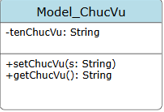 Model_ChucVu
-tenChucVu: String
+setChucVu(s: String)
+getChucVu(): String